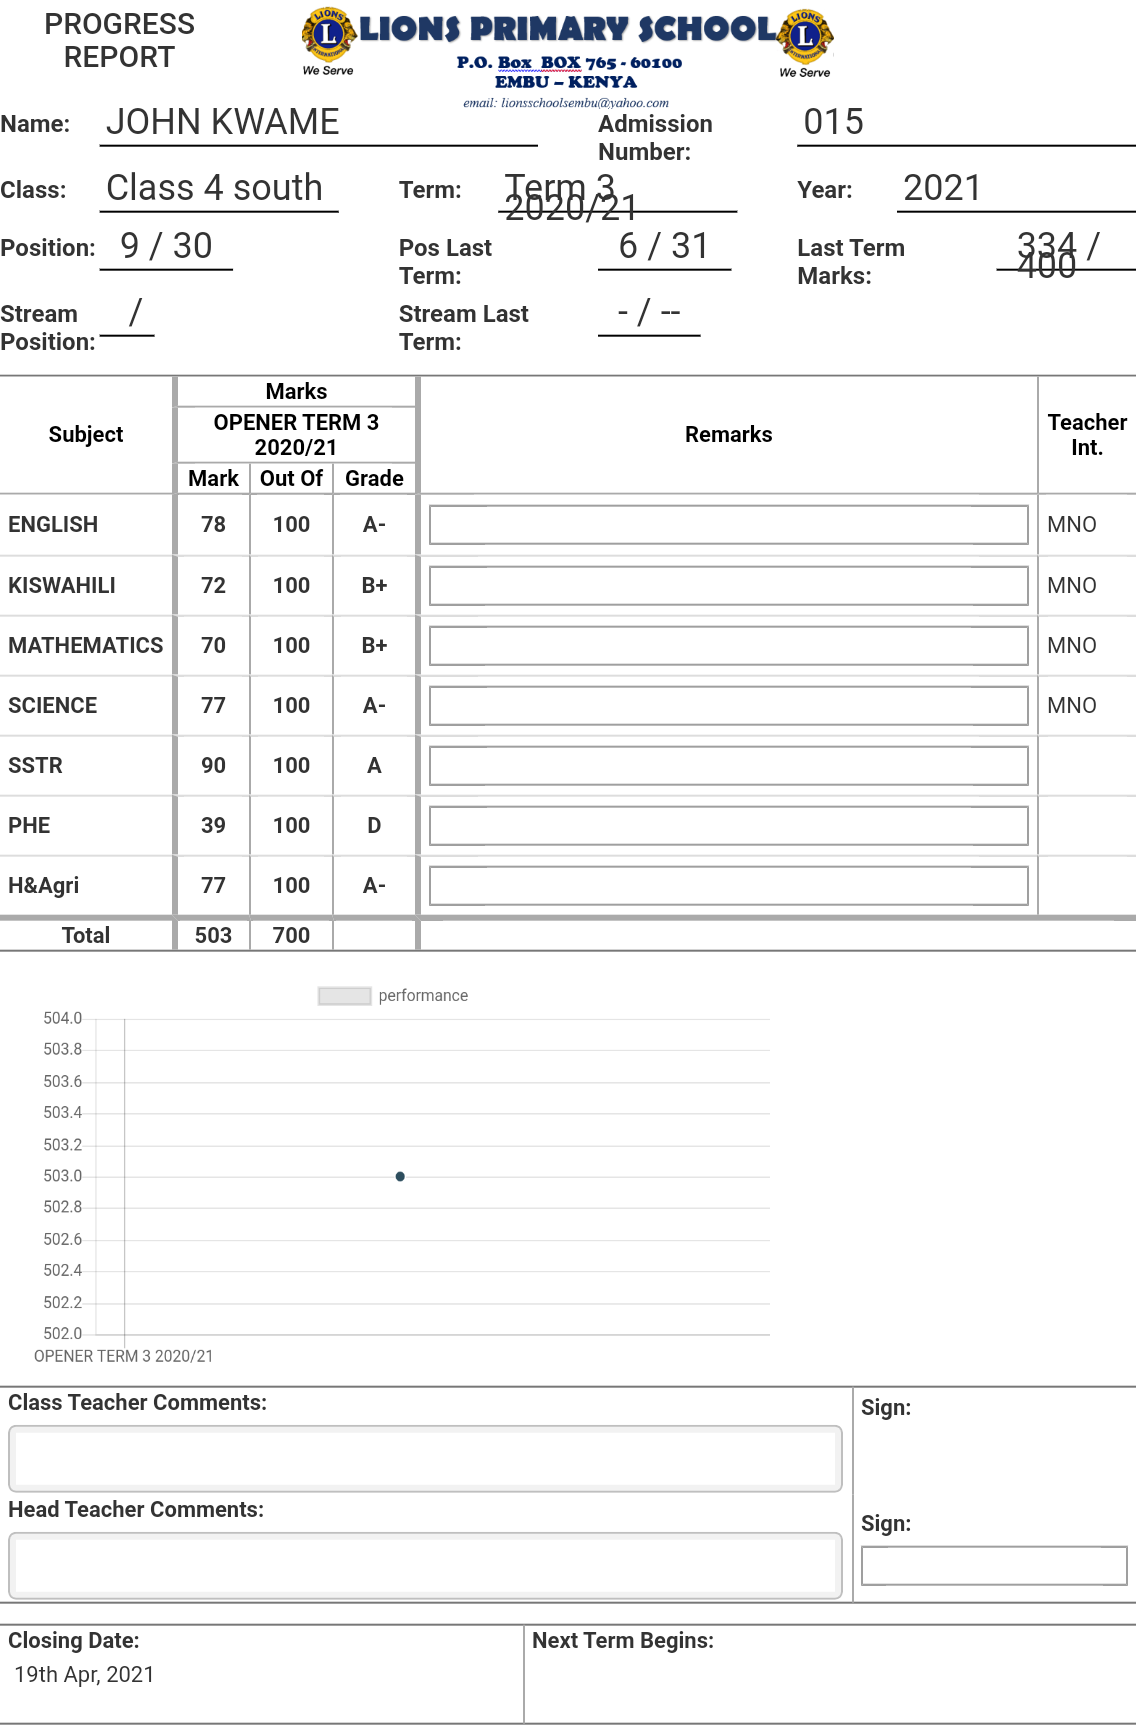 PROGRESS
REPORT
LIONS PRIMARY SCHOOL
We Serve
We Serve
P.O. Box BOX 765 - 60100
EMBU – KENYA
email: lionsschoolsembu@yahoo.com
Name: JOHN KWAME Admission Number: 015
Class: Class 4 south Term: Term 3 2020/21 Year: 2021
Position: 9 / 30 Pos Last Term: 6 / 31 Last Term Marks: 334 / 400
Stream Position: / Stream Last Term: - / --
Subject Marks Remarks Teacher Int.
OPENER TERM 3 2020/21
Mark Out Of Grade
ENGLISH 78 100 A- MNO
KISWAHILI 72 100 B+ MNO
MATHEMATICS 70 100 B+ MNO
SCIENCE 77 100 A- MNO
SSTR 90 100 A
PHE 39 100 D
H&Agri 77 100 A-
Total 503 700
performance
504.0
503.8
503.6
503.4
503.2
503.0
502.8
502.6
502.4
502.2
502.0
OPENER TERM 3 2020/21
Class Teacher Comments: Sign:
Head Teacher Comments: Sign:
Closing Date: Next Term Begins:
19th Apr, 2021